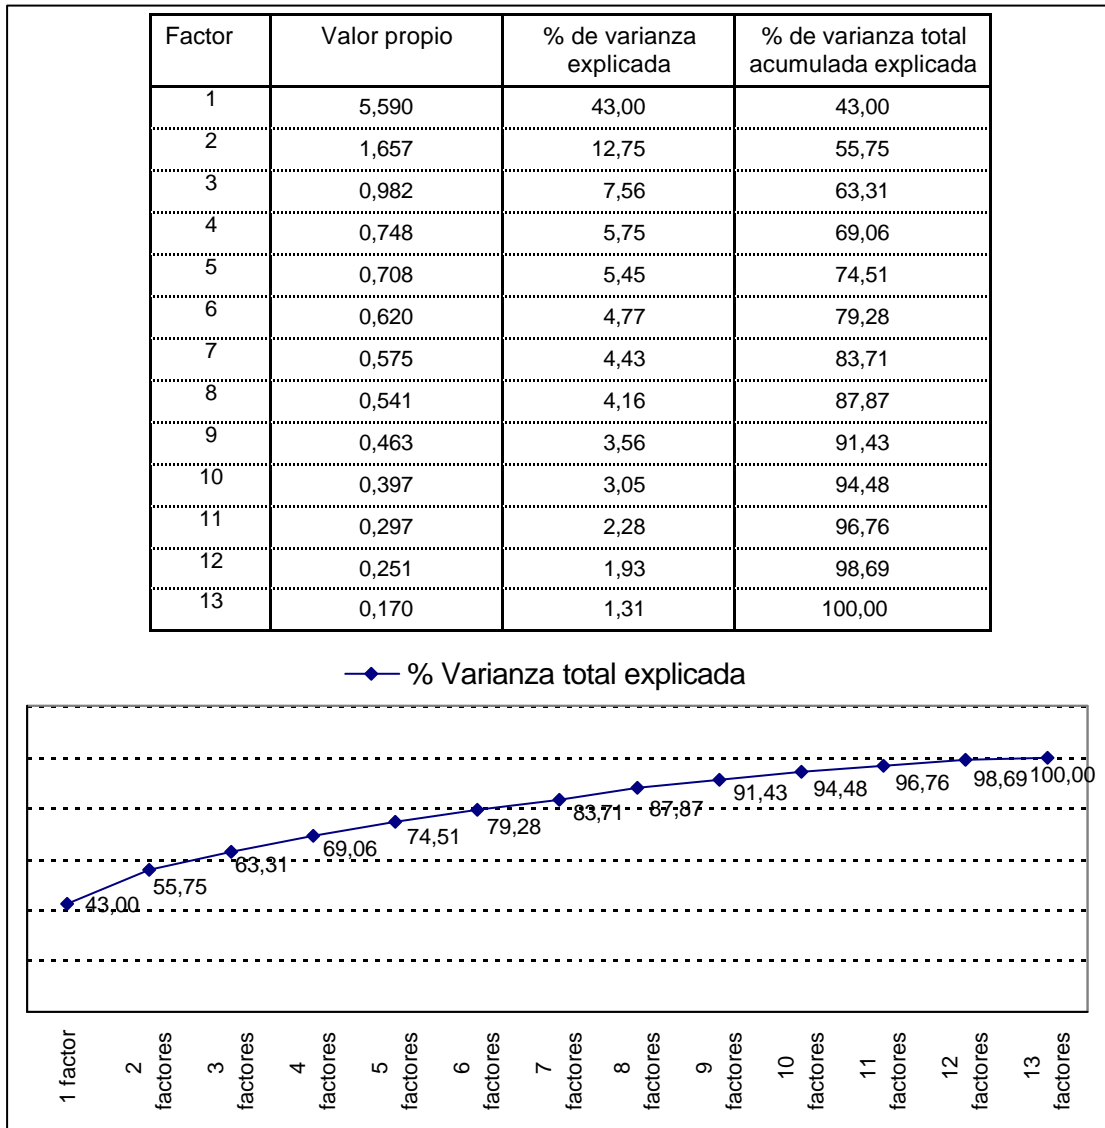 Factor Valor propio % de varianza explicada % de varianza total acumulada explicada
1 5,590 43,00 43,00
2 1,657 12,75 55,75
3 0,982 7,56 63,31
4 0,748 5,75 69,06
5 0,708 5,45 74,51
6 0,620 4,77 79,28
7 0,575 4,43 83,71
8 0,541 4,16 87,87
9 0,463 3,56 91,43
10 0,397 3,05 94,48
11 0,297 2,28 96,76
12 0,251 1,93 98,69
13 0,170 1,31 100,00
% Varianza total explicada
43,00 55,75 63,31 69,06 74,51 79,28 83,71 87,87 91,43 94,48 96,76 98,69 100,00
1 factor
2 factores
3 factores
4 factores
5 factores
6 factores
7 factores
8 factores
9 factores
10 factores
11 factores
12 factores
13 factores